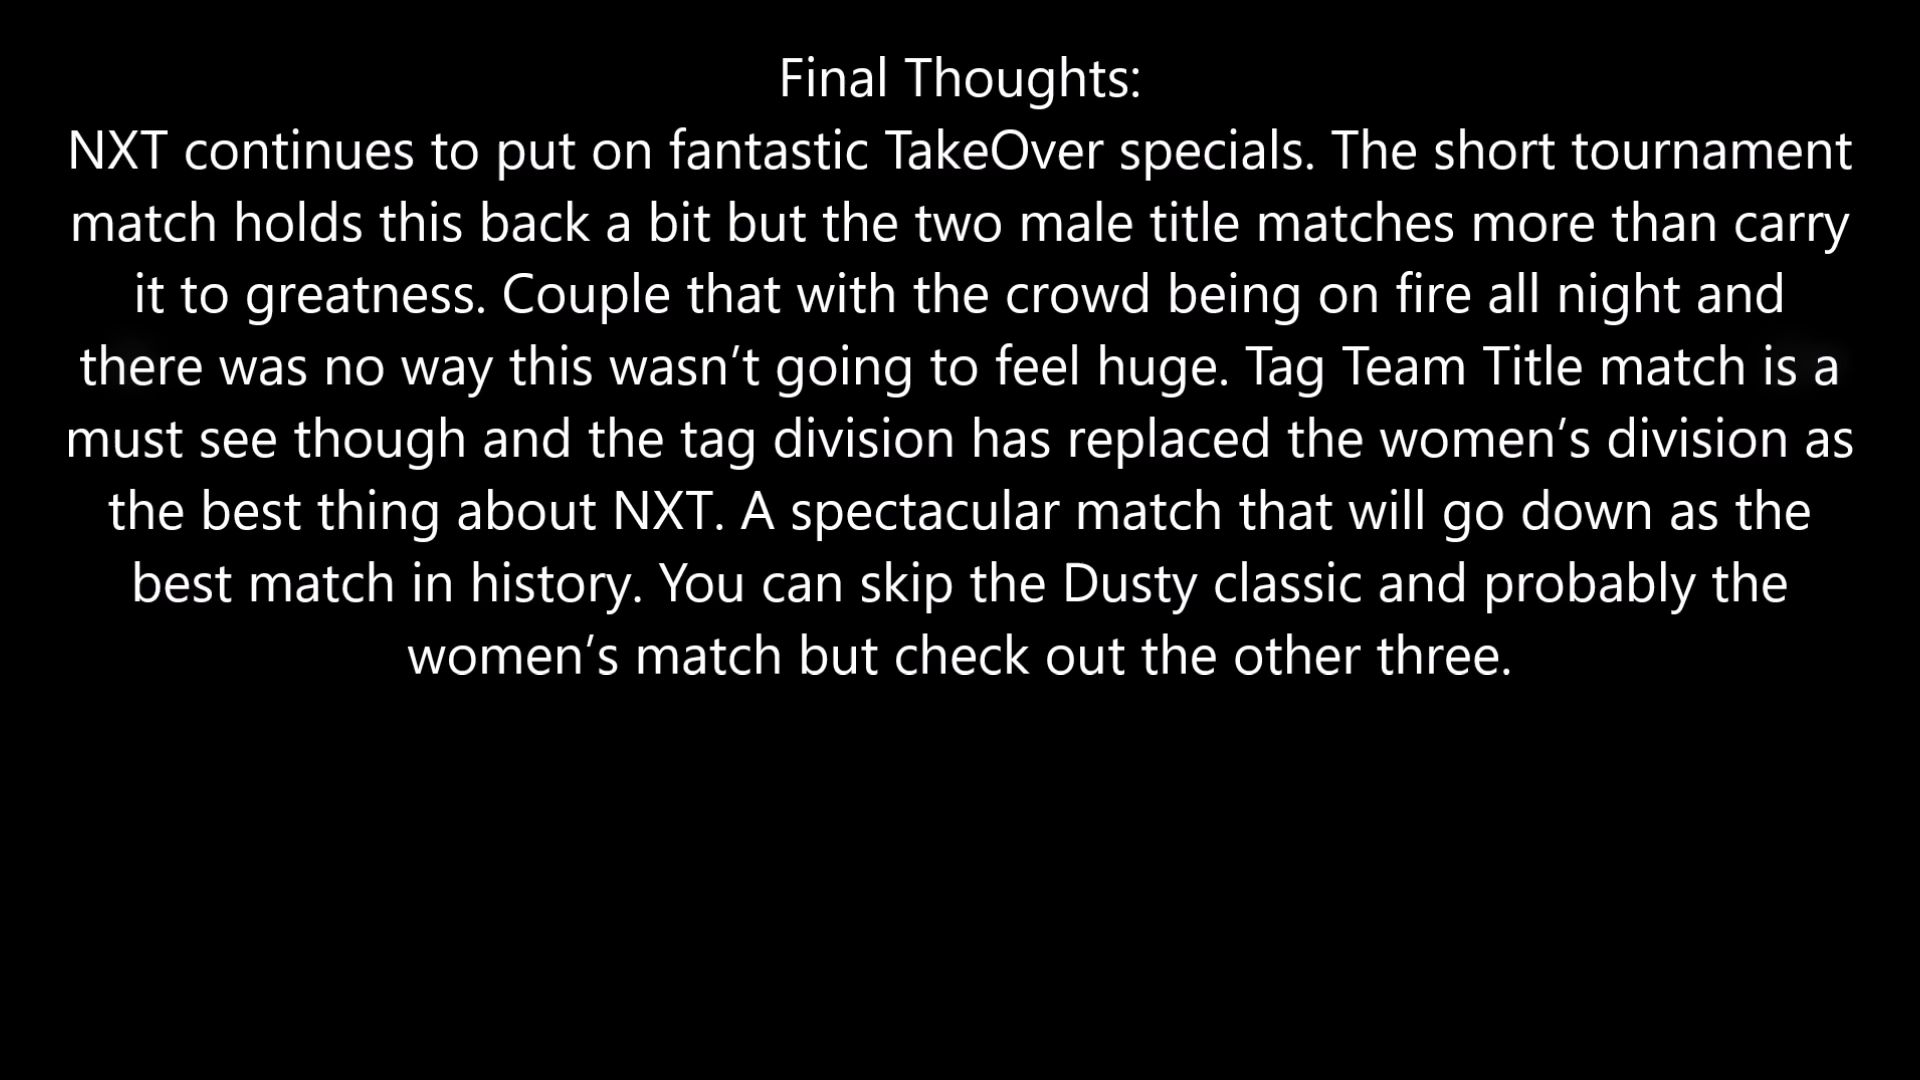 Final Thoughts:
NXT continues to put on fantastic TakeOver specials. The short tournament
match holds this back a bit but the two male title matches more than carry
it to greatness. Couple that with the crowd being on fire all night and
there was no way this wasn’t going to feel huge. Tag Team Title match is a
must see though and the tag division has replaced the women’s division as
the best thing about NXT. A spectacular match that will go down as the
best match in history. You can skip the Dusty classic and probably the
women’s match but check out the other three.